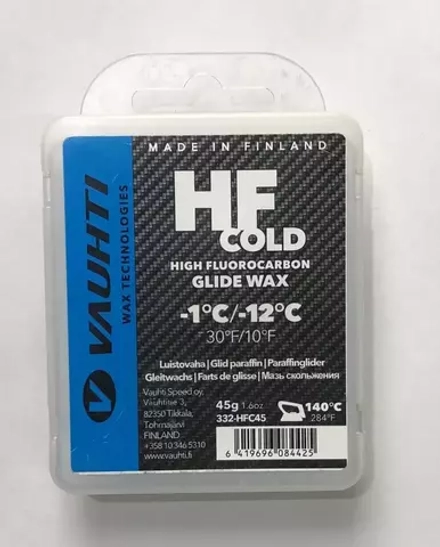 MADE IN FINLAND
VAUHTI
WAX TECHNOLOGIES
HF
COLD
HIGH FLUOROCARBON
GLIDE WAX
-1°C/-12°C
30°F/10°F
Luistovaha | Glid paraffin | Paraffinglider
Gleitwachs | Farts de glisse | Мазь скольжения
Vauhti Speed oy,
Vauhtitie 3,
82350 Tikkala,
Tohmajärvi
FINLAND
+358 10 346 5310
www.vauhti.fi
45g 1.6oz
332-HFC45
140°C
284°F
6 419696 084425